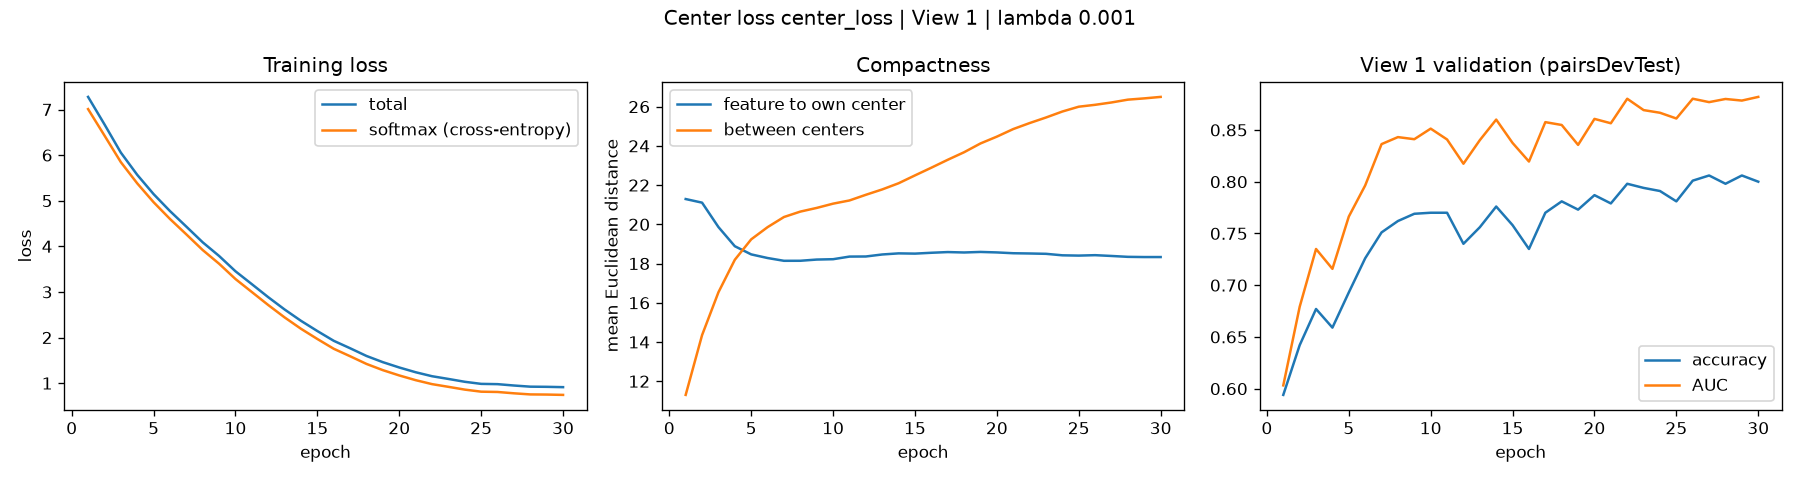 Center loss center_loss | View 1 | lambda 0.001
Training loss
total
softmax (cross-entropy)
loss
7
6
5
4
3
2
1
0 5 10 15 20 25 30
epoch
Compactness
feature to own center
between centers
mean Euclidean distance
26
24
22
20
18
16
14
12
0 5 10 15 20 25 30
epoch
View 1 validation (pairsDevTest)
0.85
0.80
0.75
0.70
0.65
0.60
accuracy
AUC
0 5 10 15 20 25 30
epoch